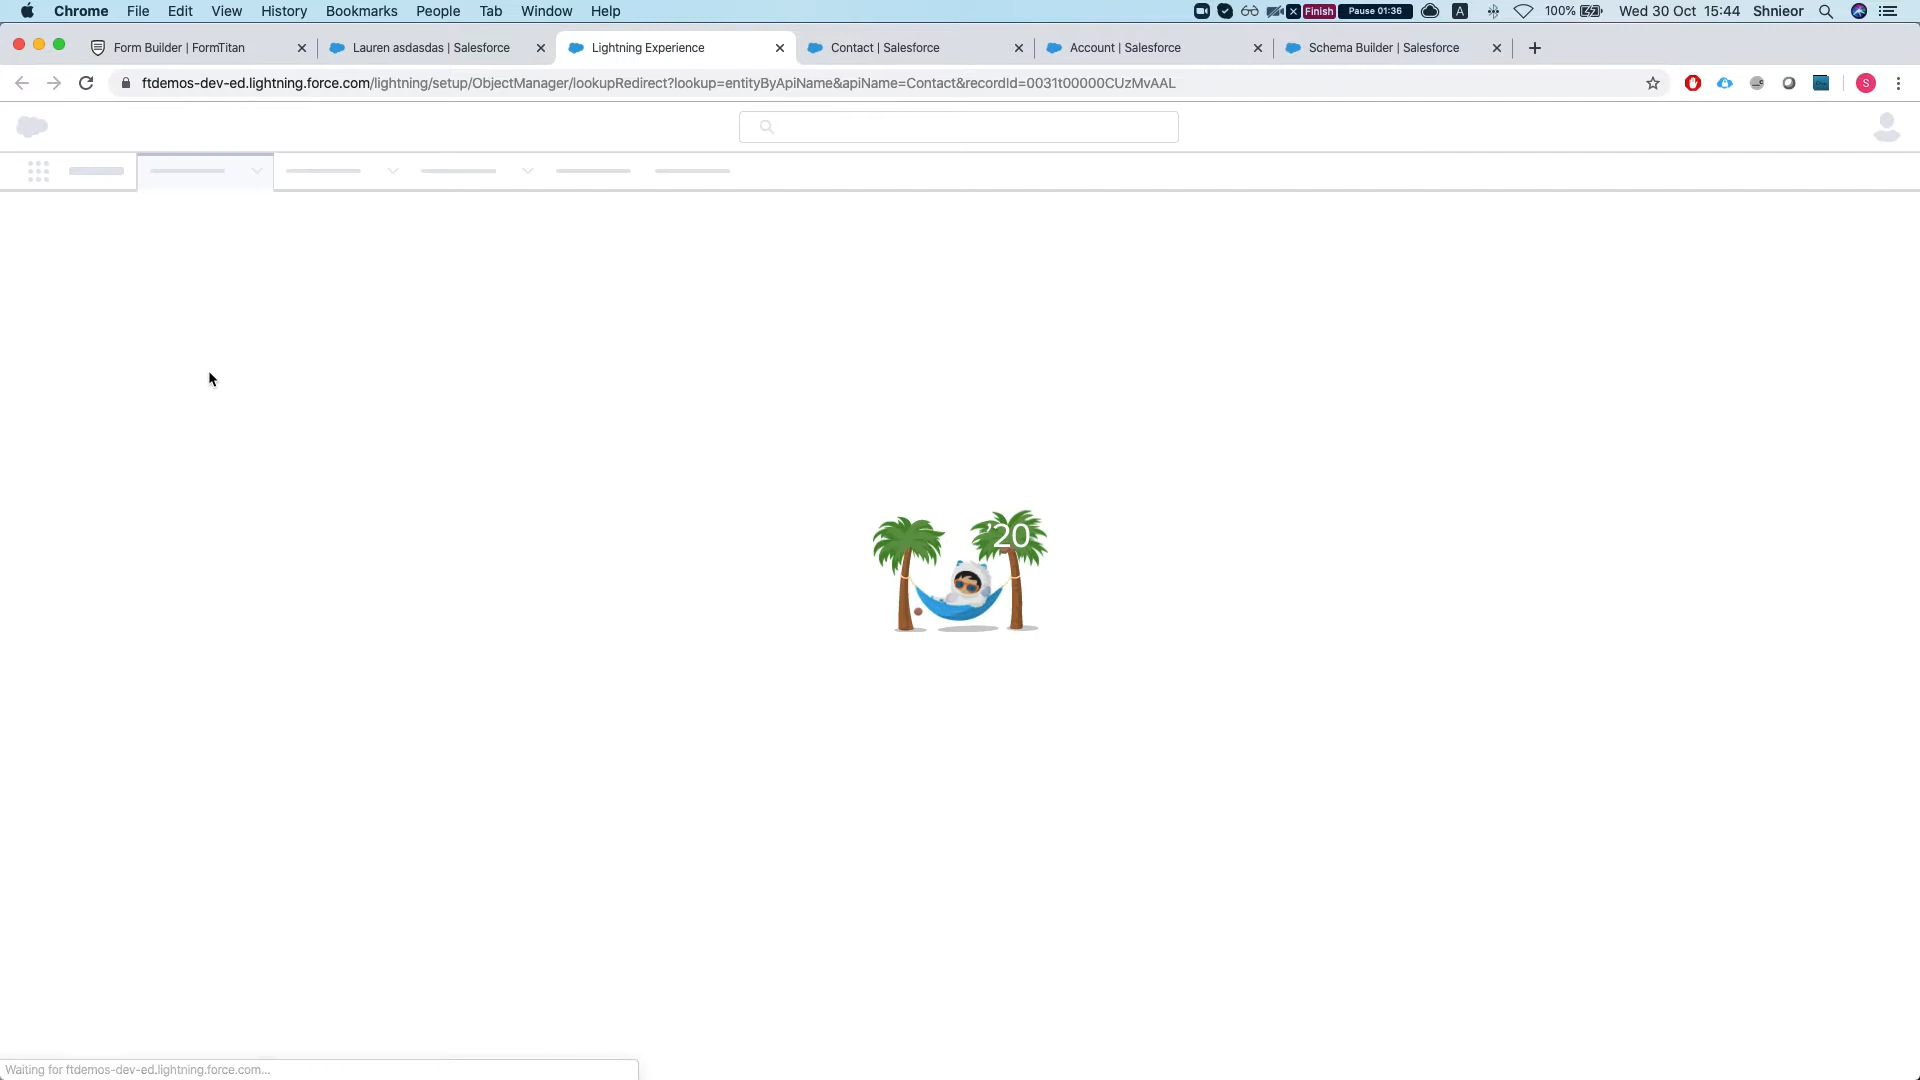 Chrome File Edit View History Bookmarks People Tab Window Help Finish Pause 01:36 A 100% Wed 30 Oct 15:44 Shnieor
Form Builder | FormTitan Lauren asdasdas | Salesforce Lightning Experience Contact | Salesforce Account | Salesforce Schema Builder | Salesforce
ftdemos-dev-ed.lightning.force.com/lightning/setup/ObjectManager/lookupRedirect?lookup=entityByApiName&apiName=Contact&recordId=0031t00000CUzMvAAL S
'20
Waiting for ftdemos-dev-ed.lightning.force.com...